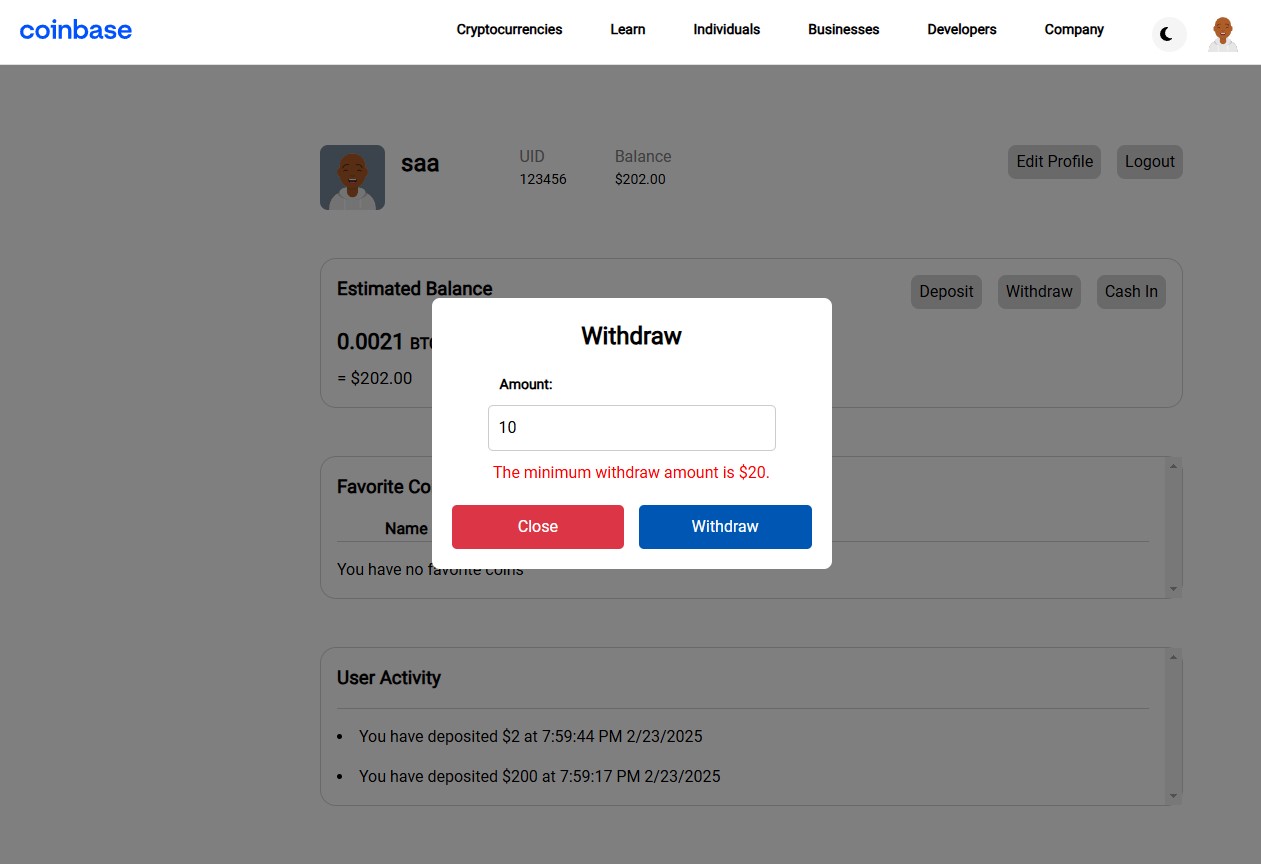 coinbase
Cryptocurrencies Learn Individuals Businesses Developers Company
saa
UID
123456
Balance
$202.00
Edit Profile
Logout
Estimated Balance
Deposit
Withdraw
Cash In
0.0021
= $202.00
Withdraw
Amount:
10
The minimum withdraw amount is $20.
Close
Withdraw
Favorite Co
Name
You have no favorite coins
User Activity
You have deposited $2 at 7:59:44 PM 2/23/2025
You have deposited $200 at 7:59:17 PM 2/23/2025